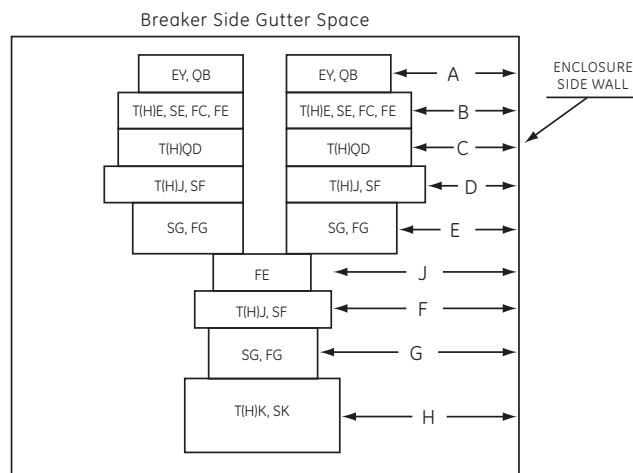 Breaker Side Gutter Space
EY, QB EY, QB A
ENCLOSURE
SIDE WALL
T(H)E, SE, FC, FE T(H)E, SE, FC, FE B
T(H)QD T(H)QD C
T(H)J, SF T(H)J, SF D
SG, FG SG, FG E
FE J
T(H)J, SF F
SG, FG G
T(H)K, SK H